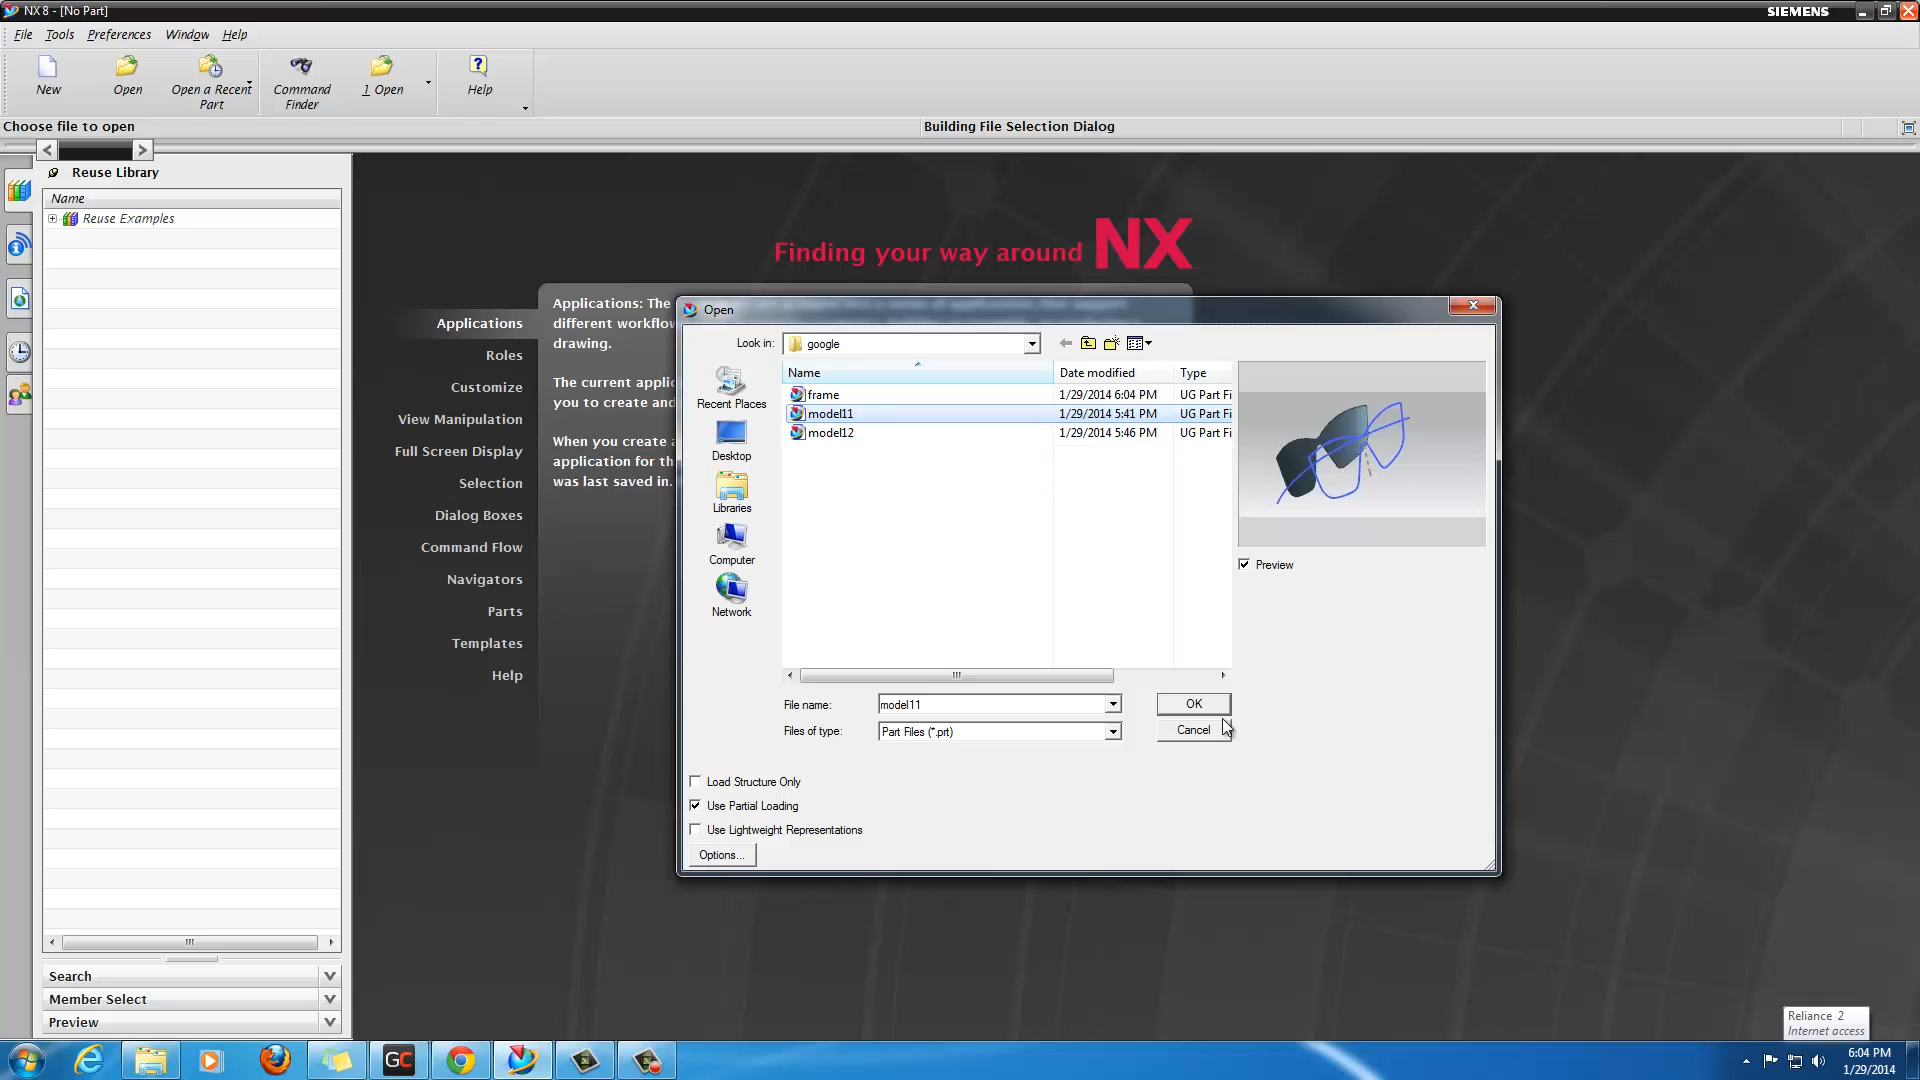 NX 8 - [No Part]
SIEMENS
File Tools Preferences Window Help
New
Open
Open a Recent Part
Command Finder
1 Open
Help
Choose file to open
Building File Selection Dialog
Reuse Library
Name
Reuse Examples
Finding your way around NX
Applications
Roles
Customize
View Manipulation
Full Screen Display
Selection
Dialog Boxes
Command Flow
Navigators
Parts
Templates
Help
Applications: The
different workflow
drawing.
The current applic
you to create and
When you create a
application for th
was last saved in.
Open
Look in: google
Recent Places
Desktop
Libraries
Computer
Network
Name Date modified Type
frame 1/29/2014 6:04 PM UG Part Fi
model11 1/29/2014 5:41 PM UG Part Fi
model12 1/29/2014 5:46 PM UG Part Fi
Preview
File name: model11
OK
Files of type: Part Files (*.prt)
Cancel
Load Structure Only
Use Partial Loading
Use Lightweight Representations
Options...
Search
Member Select
Preview
Reliance 2
Internet access
GC
6:04 PM
1/29/2014